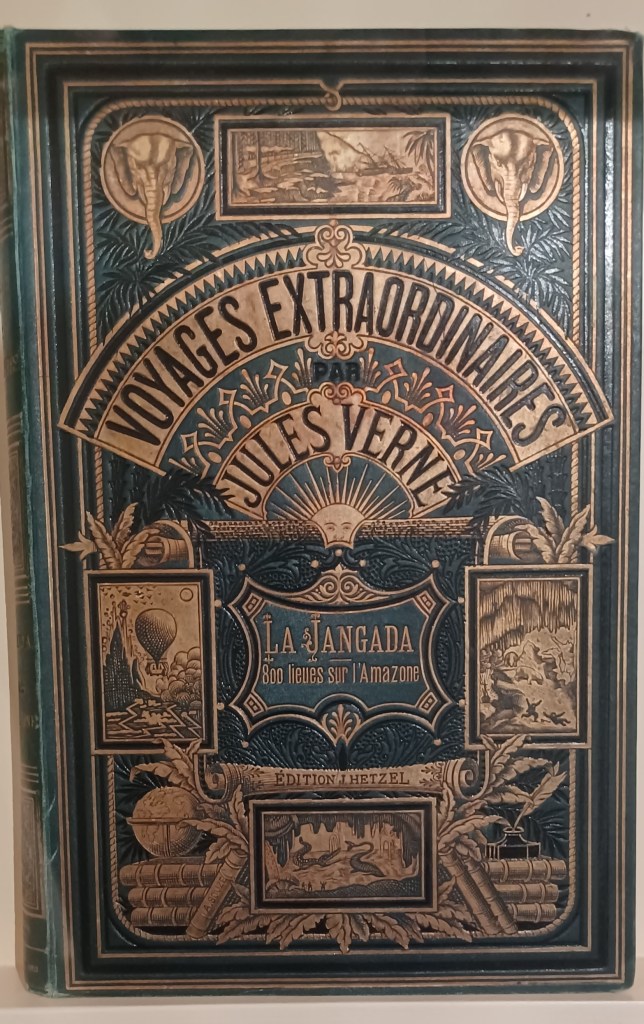 VOYAGES EXTRAORDINAIRES
PAR
JULES VERNE
LA JANGADA
800 lieues sur l'Amazone
ÉDITION J. HETZEL